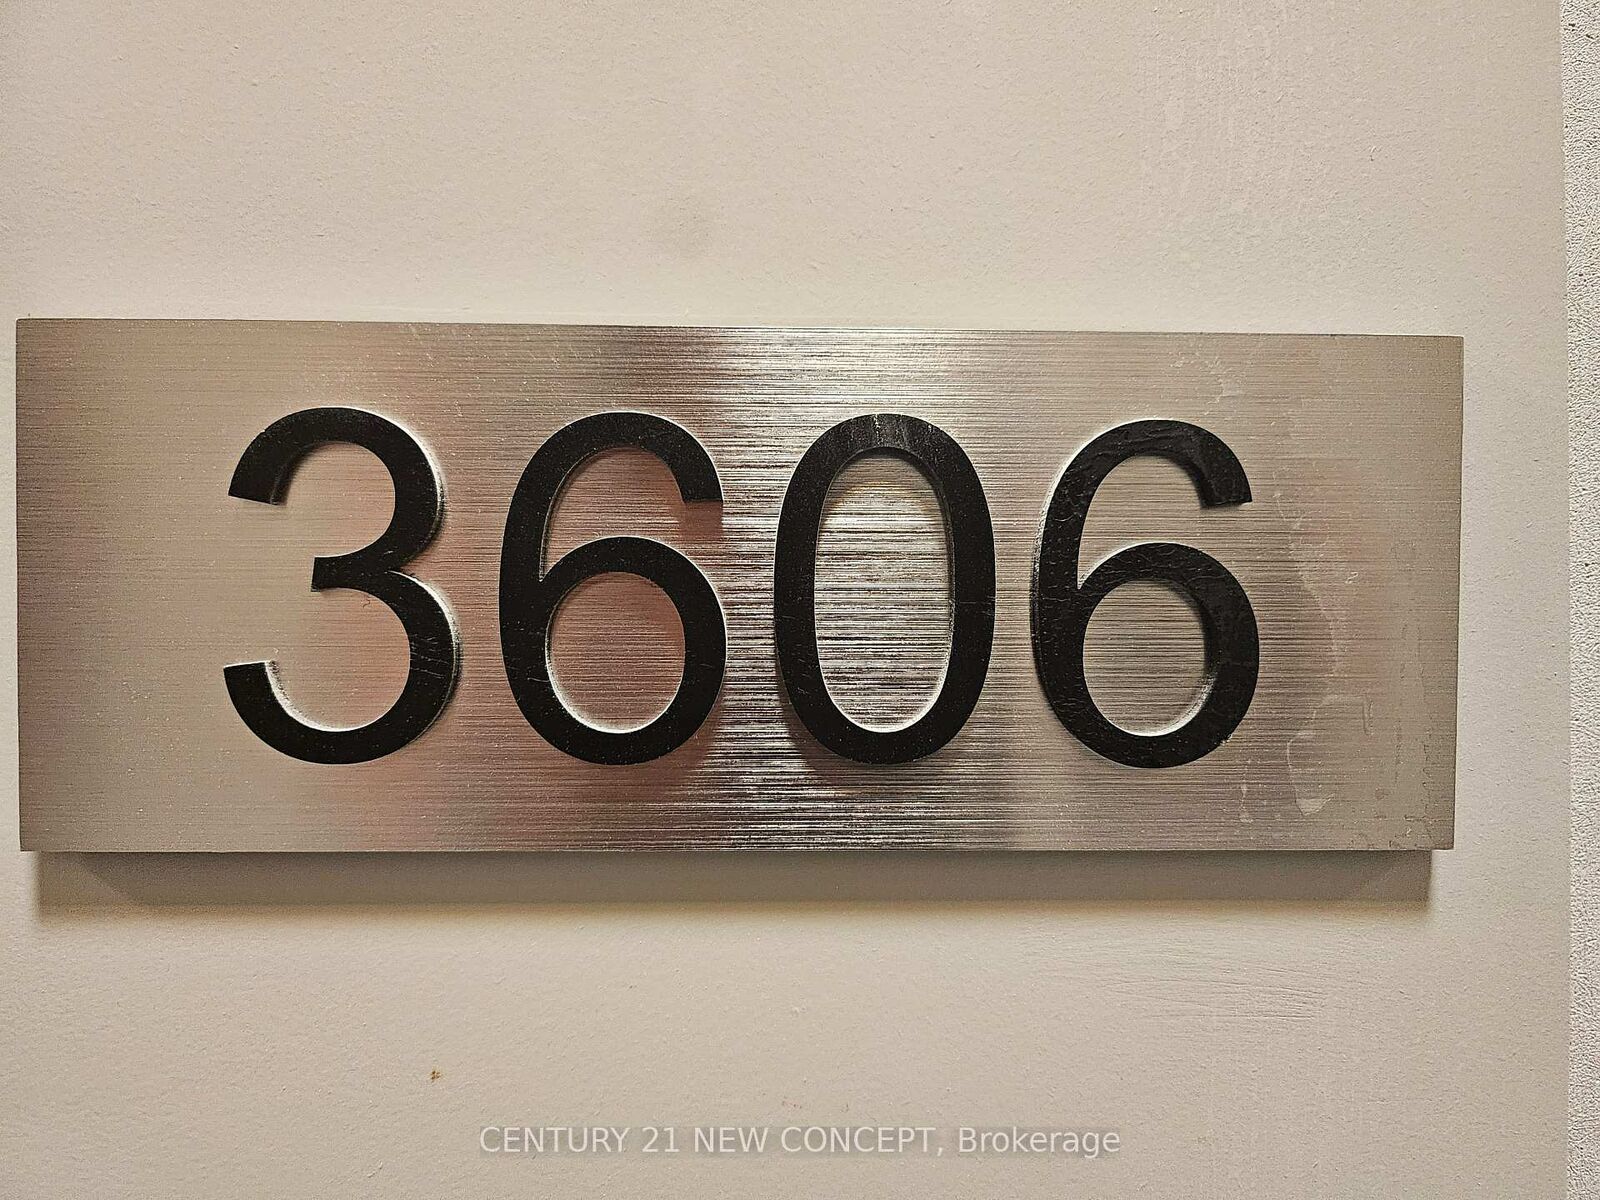 3606
CENTURY 21 NEW CONCEPT, Brokerage